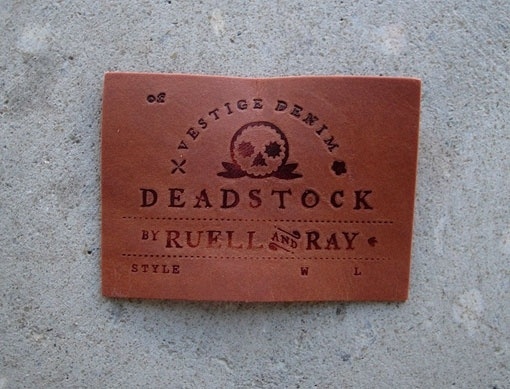 VESTIGE DENIM
DEADSTOCK
BY RUELL AND RAY
STYLE W L